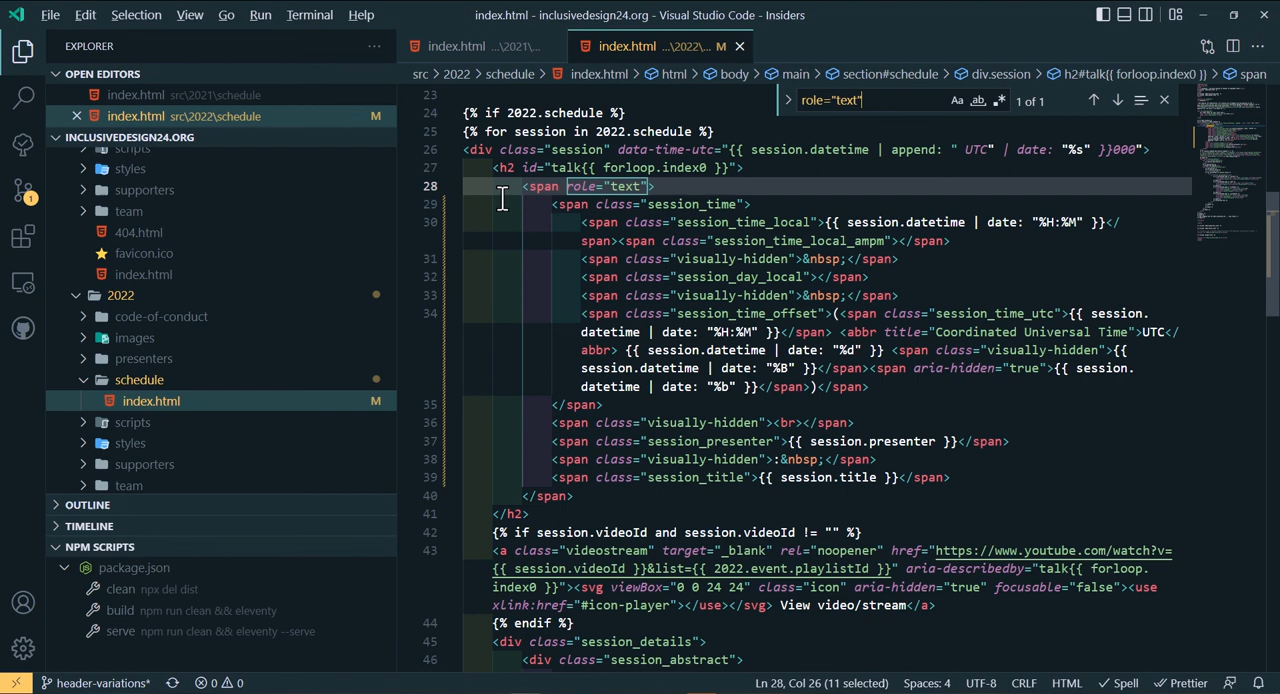 File Edit Selection View Go Run Terminal Help index.html - inclusivedesign24.org - Visual Studio Code - Insiders
EXPLORER
OPEN EDITORS
index.html src\2021\schedule
index.html src\2022\schedule M
INCLUSIVEDESIGN24.ORG
scripts
styles
supporters
team
404.html
favicon.ico
index.html
2022
code-of-conduct
images
presenters
schedule
index.html M
scripts
styles
supporters
team
OUTLINE
TIMELINE
NPM SCRIPTS
package.json
clean npm del dist
build npm run clean && eleventy
serve npm run clean && eleventy --serve
index.html ...\2021\... index.html ...\2022\... M
src > 2022 > schedule > index.html > html > body > main > section#schedule > div.session > h2#talk{{ forloop.index0 }} > span
role="text" Aa ab 1 of 1
23
24 {% if 2022.schedule %}
25 {% for session in 2022.schedule %}
26 <div class="session" data-time-utc="{{ session.datetime | append: " UTC" | date: "%s" }}000">
27 <h2 id="talk{{ forloop.index0 }}">
28 <span role="text">
29 <span class="session_time">
30 <span class="session_time_local">{{ session.datetime | date: "%H:%M" }}</
span><span class="session_time_local_ampm"></span>
31 <span class="visually-hidden">&nbsp;</span>
32 <span class="session_day_local"></span>
33 <span class="visually-hidden">&nbsp;</span>
34 <span class="session_time_offset">(<span class="session_time_utc">{{ session.
datetime | date: "%H:%M" }}</span> <abbr title="Coordinated Universal Time">UTC</
abbr> {{ session.datetime | date: "%d" }} <span class="visually-hidden">{{
session.datetime | date: "%B" }}</span><span aria-hidden="true">{{ session.
datetime | date: "%b" }}</span>)</span>
35 </span>
36 <span class="visually-hidden"><br></span>
37 <span class="session_presenter">{{ session.presenter }}</span>
38 <span class="visually-hidden">:&nbsp;</span>
39 <span class="session_title">{{ session.title }}</span>
40 </span>
41 </h2>
42 {% if session.videoId and session.videoId != "" %}
43 <a class="videostream" target="_blank" rel="noopener" href="https://www.youtube.com/watch?v=
{{ session.videoId }}&list={{ 2022.event.playlistId }}" aria-describedby="talk{{ forloop.
index0 }}"><svg viewBox="0 0 24 24" class="icon" aria-hidden="true" focusable="false"><use
xlink:href="#icon-player"></use></svg> View video/stream</a>
44 {% endif %}
45 <div class="session_details">
46 <div class="session_abstract">
header-variations* 0 0 Ln 28, Col 26 (11 selected) Spaces: 4 UTF-8 CRLF HTML Spell Prettier